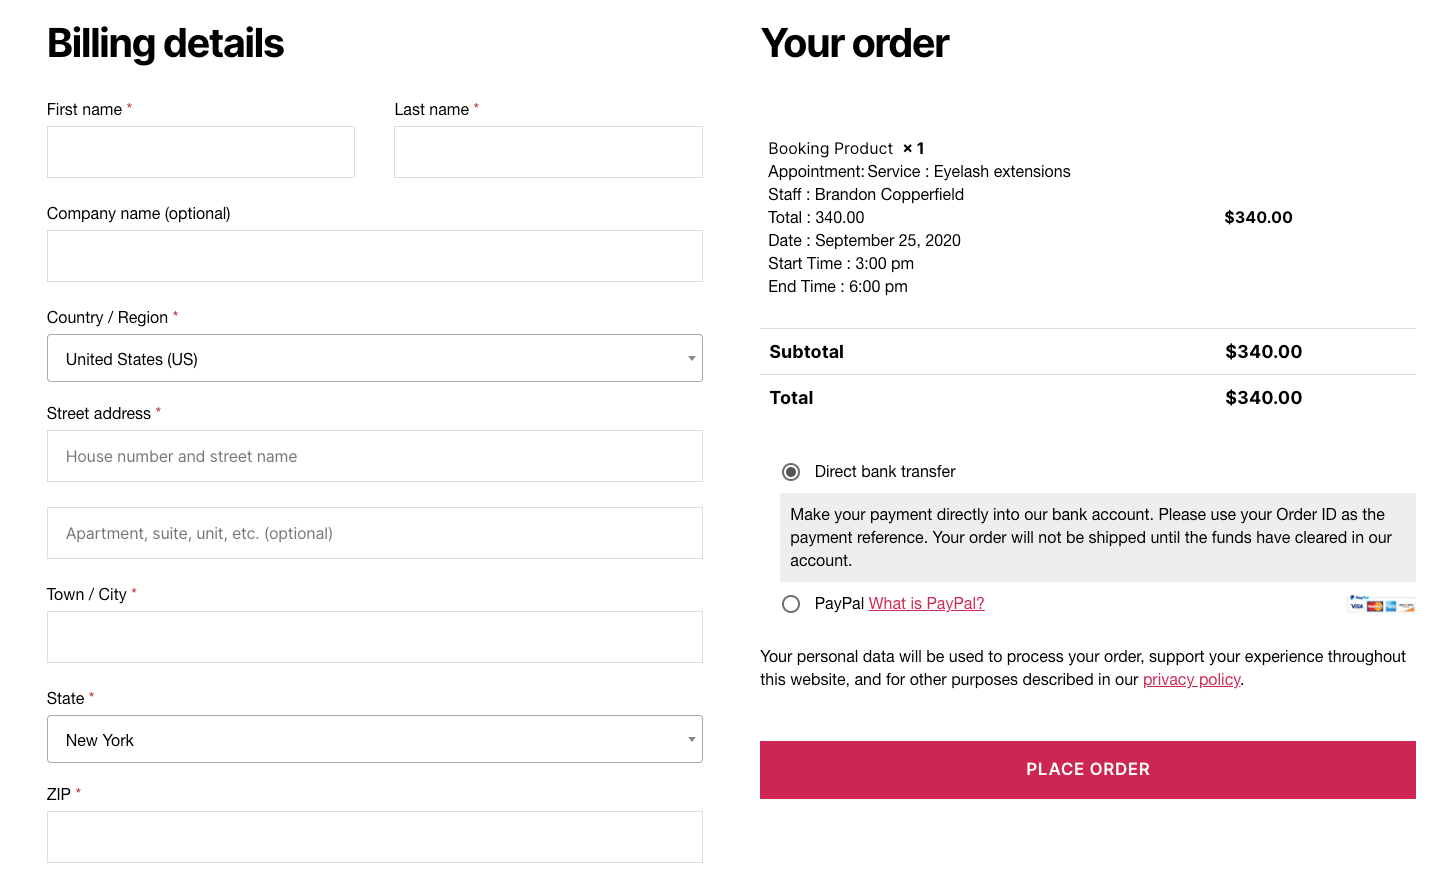 Billing details
First name *
Last name *
Company name (optional)
Country / Region *
United States (US)
Street address *
House number and street name
Apartment, suite, unit, etc. (optional)
Town / City *
State *
New York
ZIP *
Your order
Booking Product × 1
Appointment: Service : Eyelash extensions
Staff : Brandon Copperfield
Total : 340.00
$340.00
Date : September 25, 2020
Start Time : 3:00 pm
End Time : 6:00 pm
Subtotal $340.00
Total $340.00
Direct bank transfer
Make your payment directly into our bank account. Please use your Order ID as the
payment reference. Your order will not be shipped until the funds have cleared in our
account.
PayPal What is PayPal?
PayPal
VISA
Your personal data will be used to process your order, support your experience throughout
this website, and for other purposes described in our privacy policy.
PLACE ORDER